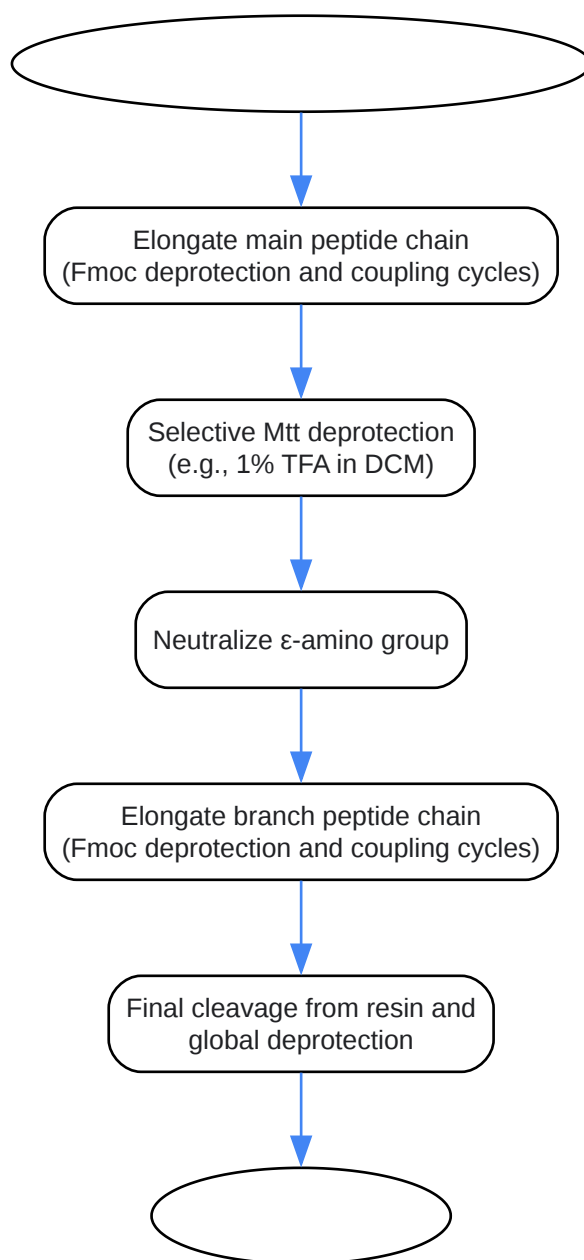 Elongate main peptide chain
(Fmoc deprotection and coupling cycles)
Selective Mtt deprotection
(e.g., 1% TFA in DCM)
Neutralize ε-amino group
Elongate branch peptide chain
(Fmoc deprotection and coupling cycles)
Final cleavage from resin and
global deprotection